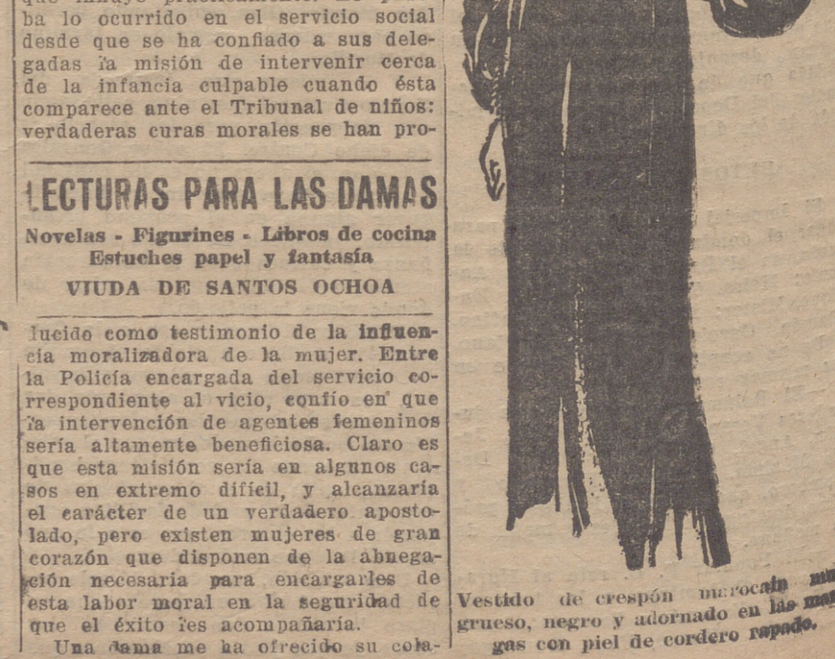 ba lo ocurrido en el servicio social
desde que se ha confiado a sus dele-
gadas la misión de intervenir cerca
de la infancia culpable cuando ésta
comparece ante el Tribunal de niños:
verdaderas curas morales se han pro-
LECTURAS PARA LAS DAMAS
Novelas - Figurines - Libros de cocina
Estuches papel y fantasía
VIUDA DE SANTOS OCHOA
lucido como testimonio de la influen-
cia moralizadora de la mujer. Entre
la Policía encargada del servicio co-
rrespondiente al vicio, confío en que
la intervención de agentes femeninos
sería altamente beneficiosa. Claro es
que esta misión sería en algunos ca-
sos en extremo difícil, y alcanzaría
el carácter de un verdadero aposto-
lado, pero existen mujeres de gran
corazón que disponen de la abnega-
ción necesaria para encargarles de
esta labor moral en la seguridad de
que el éxito les acompañaría.
Una dama me ha ofrecido su cola-
Vestido de crespón marocain
grueso, negro y adornado en las man
gas con piel de cordero rapado.